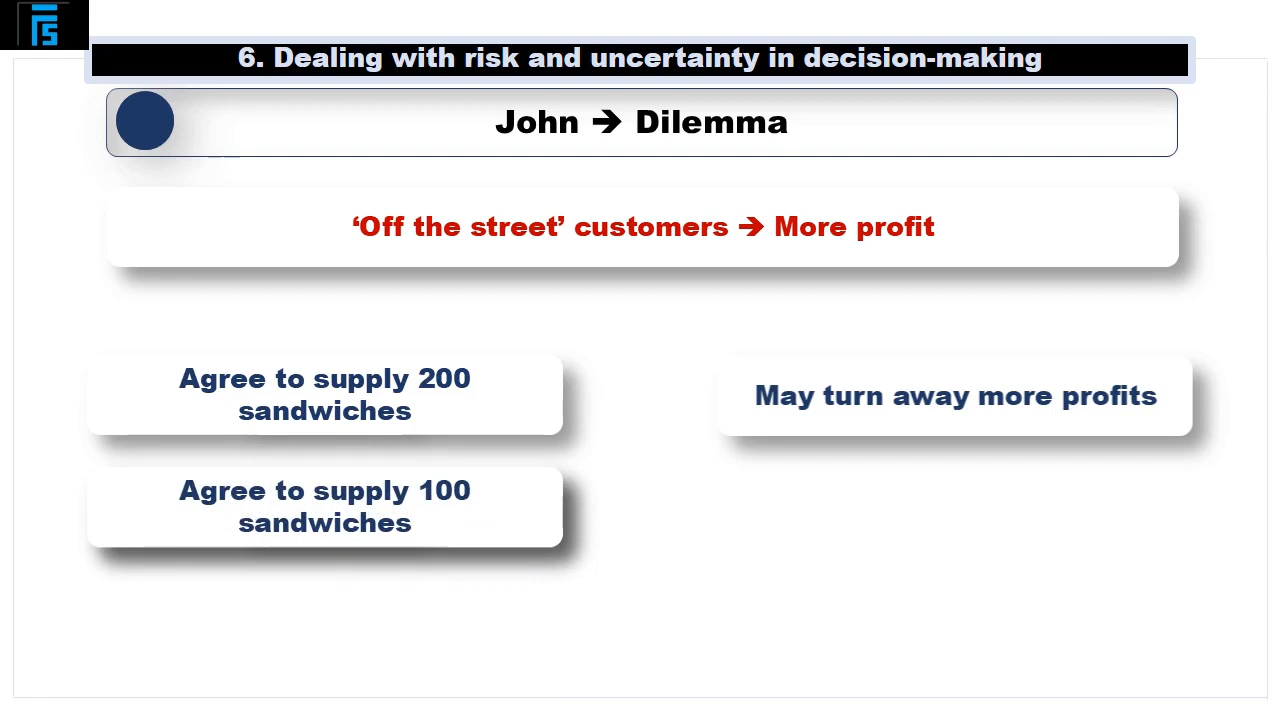 6. Dealing with risk and uncertainty in decision-making
John ➔ Dilemma
‘Off the street’ customers ➔ More profit
Agree to supply 200
sandwiches
May turn away more profits
Agree to supply 100
sandwiches